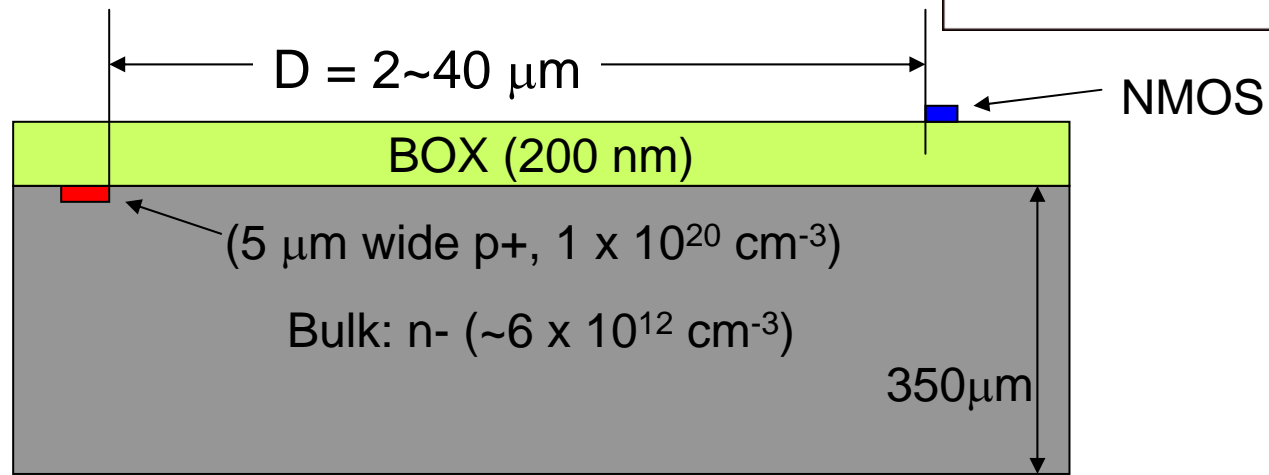 D = 2~40 μm
NMOS
BOX (200 nm)
(5 μm wide p+, 1 x 10²⁰ cm⁻³)
Bulk: n- (~6 x 10¹² cm⁻³)
350μm